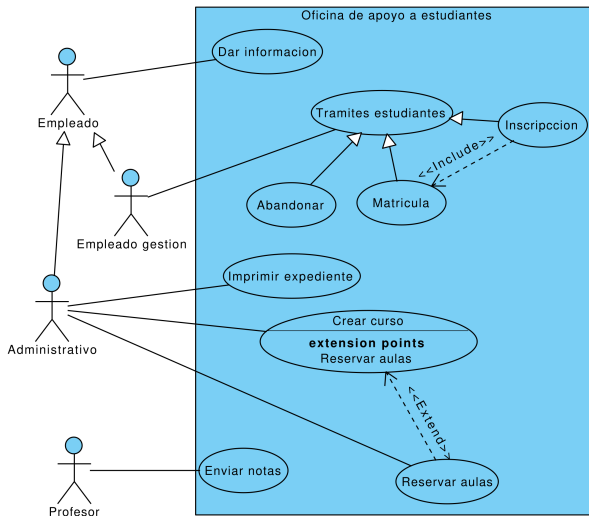 Oficina de apoyo a estudiantes
Dar informacion
Empleado
Tramites estudiantes
Inscripccion
<<Include>>
Abandonar
Matricula
Empleado gestion
Imprimir expediente
Administrativo
Crear curso
extension points
Reservar aulas
<<Extend>>
Enviar notas
Reservar aulas
Profesor